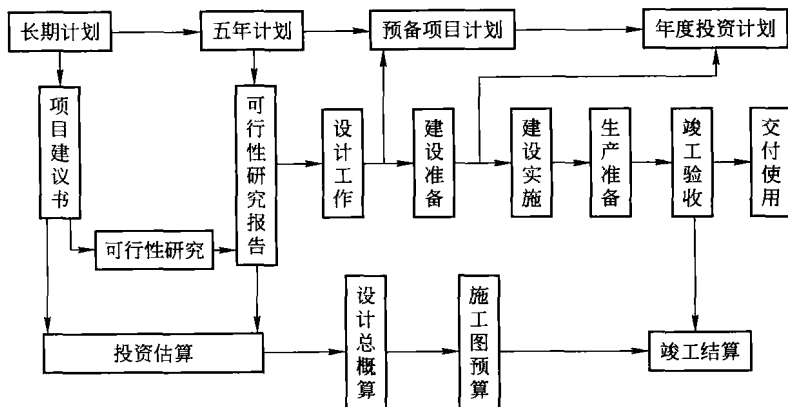 长期计划
五年计划
预备项目计划
年度投资计划
项目建议书
可行性研究报告
设计工作
建设准备
建设实施
生产准备
竣工验收
交付使用
可行性研究
投资估算
设计总概算
施工图预算
竣工结算